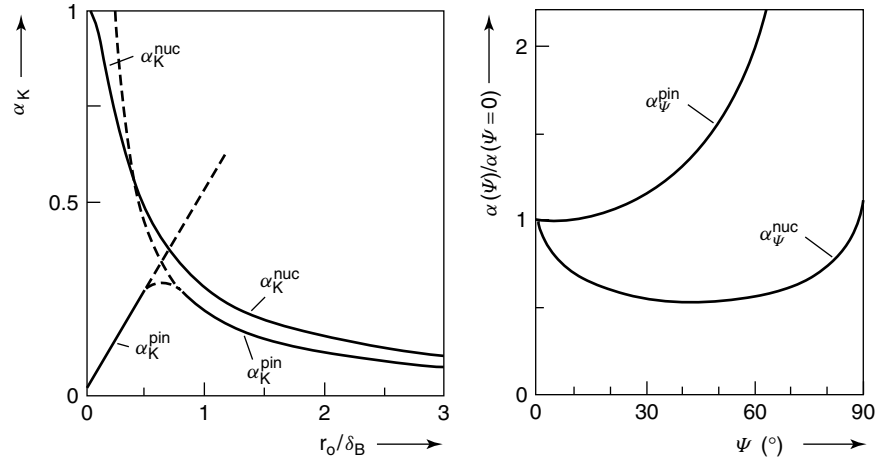 1
α_K^nuc
α_K
0.5
α_K^nuc
α_K^pin
α_K^pin
0
0 1 2 3
r_o/δ_B
2
α_Ψ^pin
α(Ψ)/α(Ψ=0)
1
α_Ψ^nuc
0
0 30 60 90
Ψ (°)